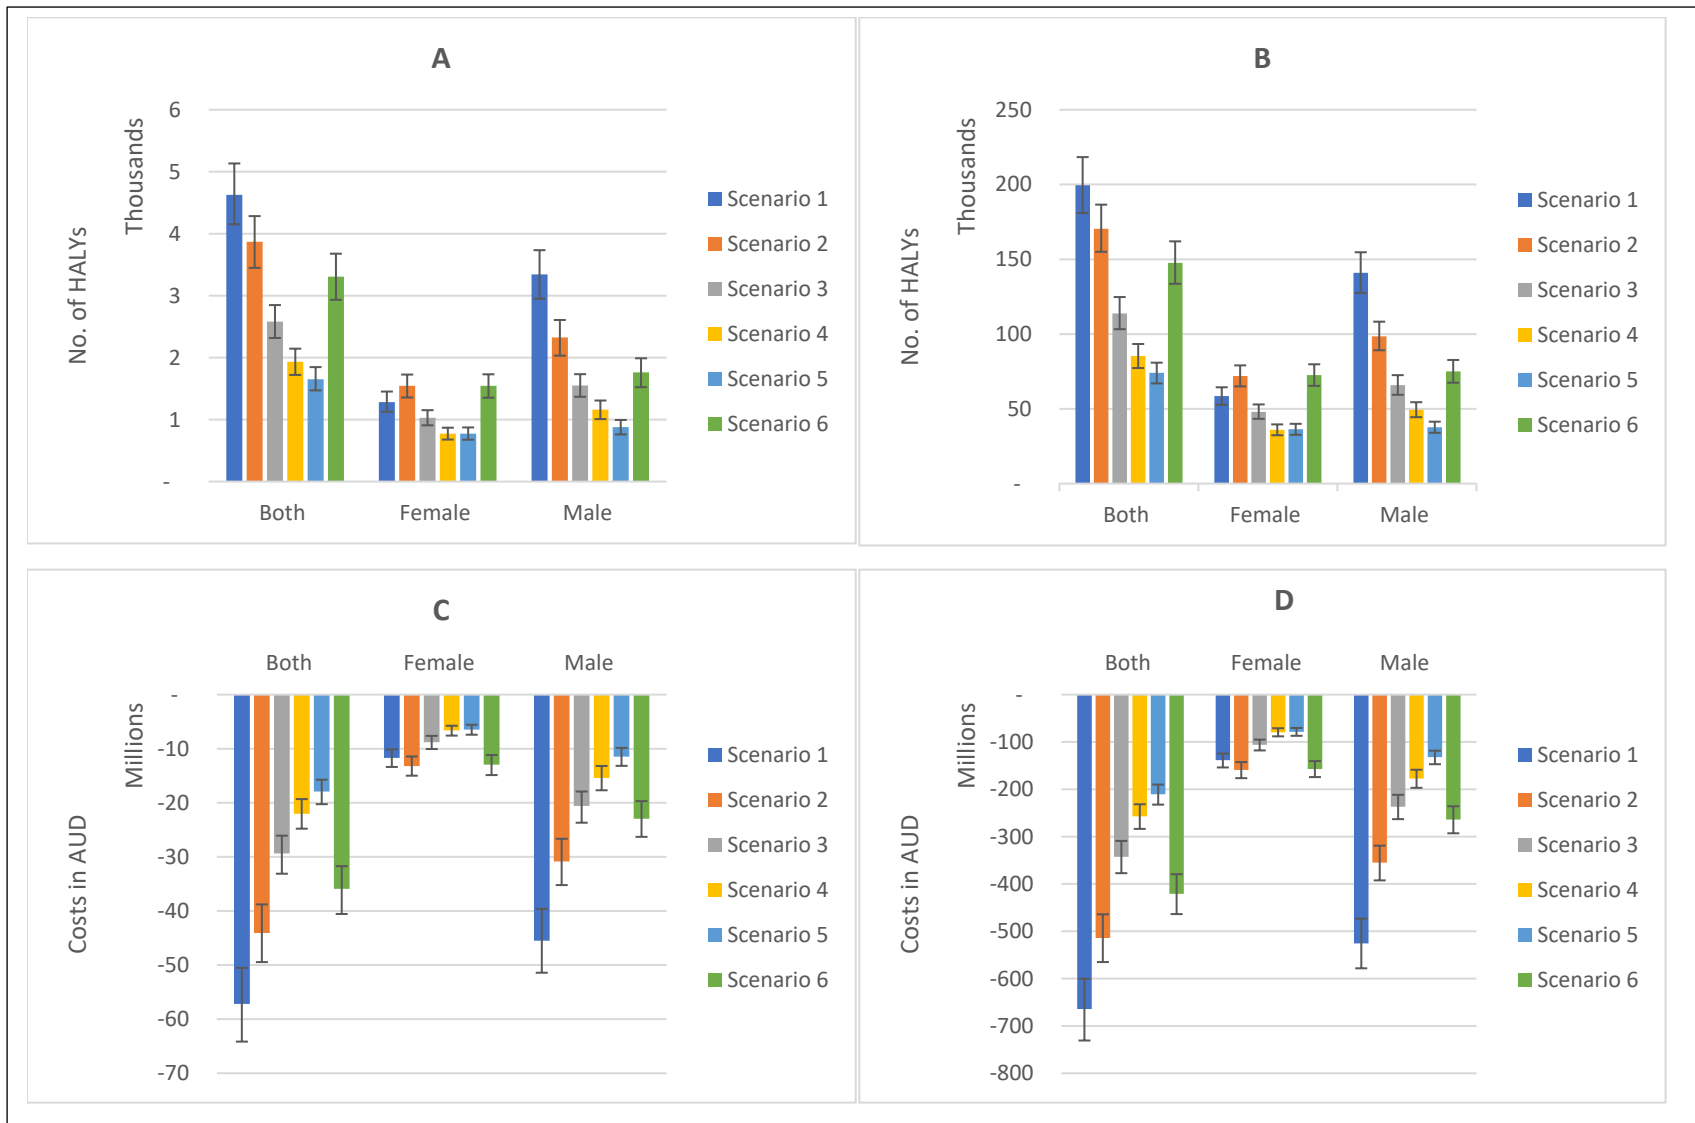 A
Thousands
No. of HALYs
6
5
4
3
2
1
-
Both
Female
Male
Scenario 1
Scenario 2
Scenario 3
Scenario 4
Scenario 5
Scenario 6
B
Thousands
No. of HALYs
250
200
150
100
50
-
Both
Female
Male
Scenario 1
Scenario 2
Scenario 3
Scenario 4
Scenario 5
Scenario 6
C
Both
Female
Male
Millions
Costs in AUD
-
-10
-20
-30
-40
-50
-60
-70
Scenario 1
Scenario 2
Scenario 3
Scenario 4
Scenario 5
Scenario 6
D
Both
Female
Male
Millions
Costs in AUD
-
-100
-200
-300
-400
-500
-600
-700
-800
Scenario 1
Scenario 2
Scenario 3
Scenario 4
Scenario 5
Scenario 6